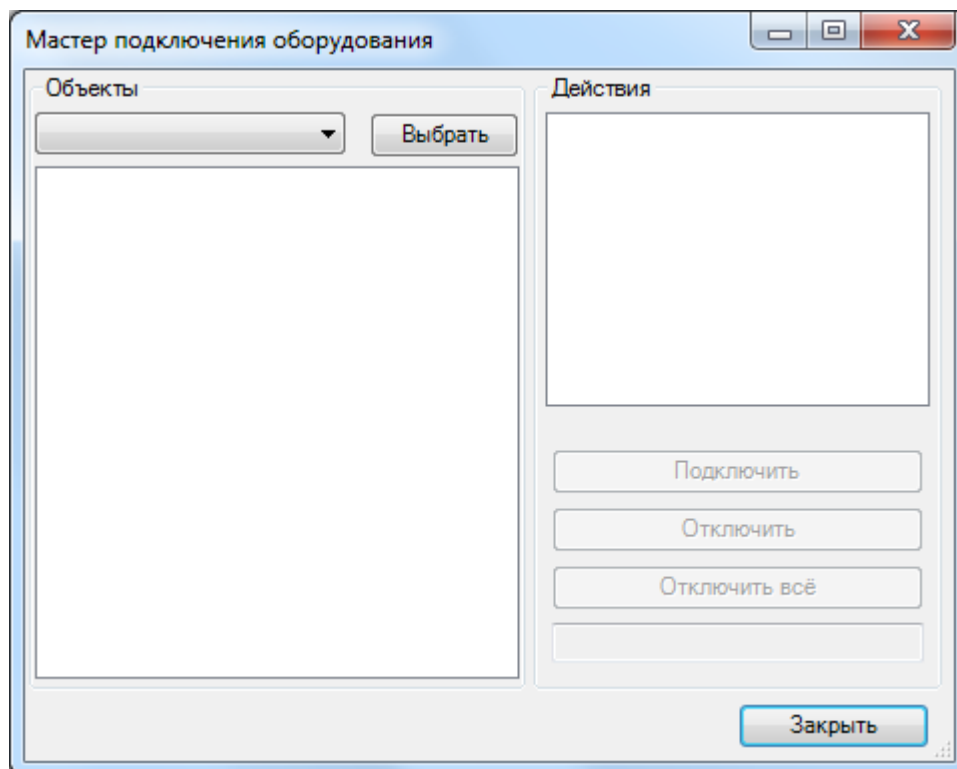 Мастер подключения оборудования
Объекты
Выбрать
Действия
Подключить
Отключить
Отключить всё
Закрыть